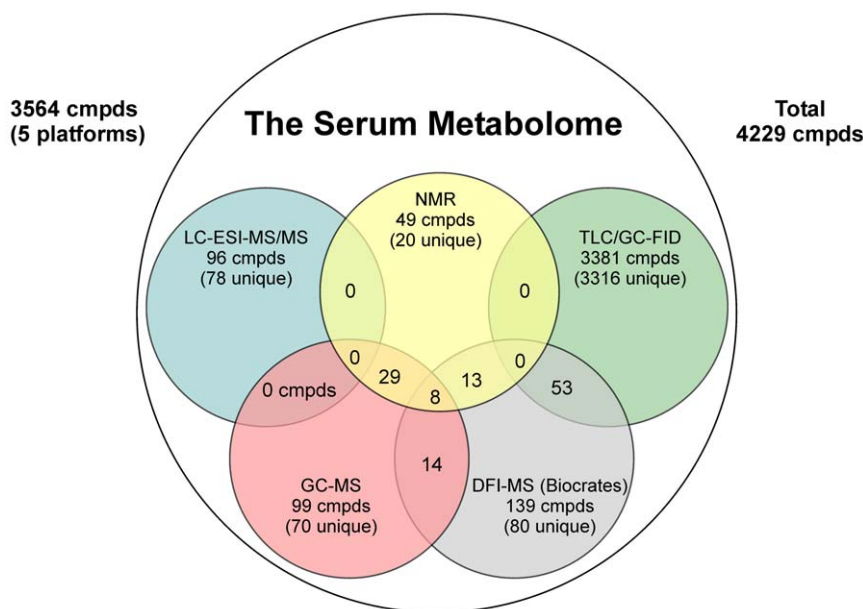 3564 cmpds
(5 platforms)
Total
4229 cmpds
The Serum Metabolome
LC-ESI-MS/MS
96 cmpds
(78 unique)
NMR
49 cmpds
(20 unique)
TLC/GC-FID
3381 cmpds
(3316 unique)
0
0
0
0
0 cmpds
29
8
13
53
14
GC-MS
99 cmpds
(70 unique)
DFI-MS (Biocrates)
139 cmpds
(80 unique)